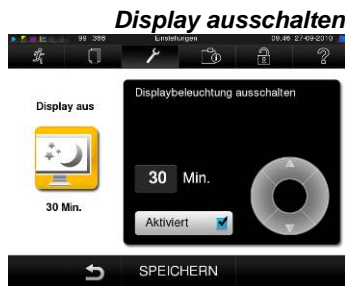 Display ausschalten
99 388 Einstellungen 09:46 27-09-2010
Display aus
30 Min.
Displaybeleuchtung ausschalten
30 Min.
Aktiviert
SPEICHERN